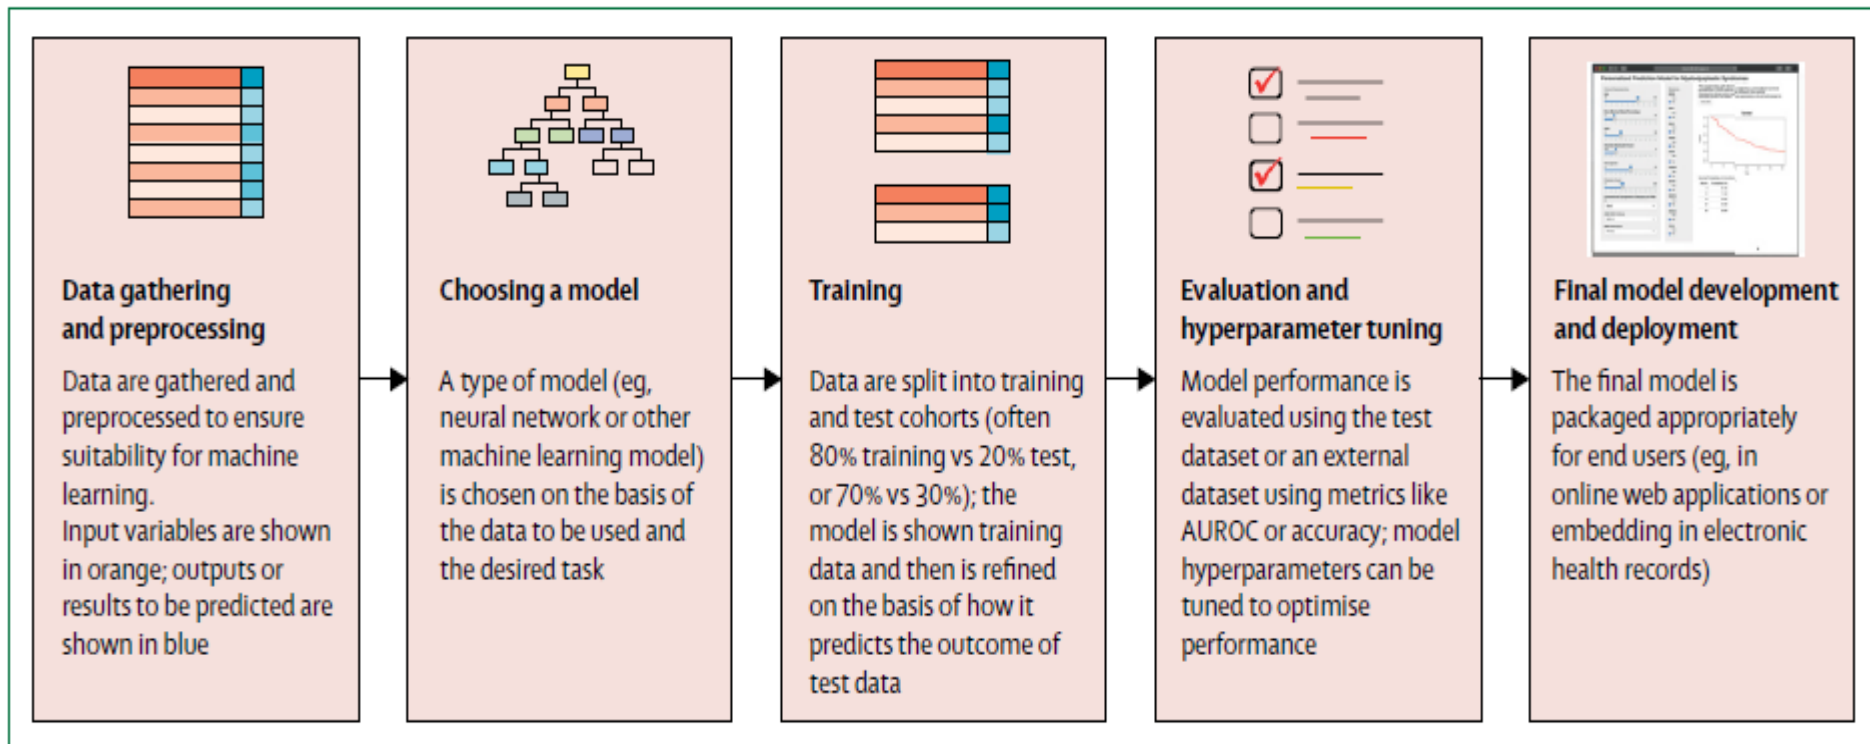 Data gathering
and preprocessing
Data are gathered and
preprocessed to ensure
suitability for machine
learning.
Input variables are shown
in orange; outputs or
results to be predicted are
shown in blue
Choosing a model
A type of model (eg,
neural network or other
machine learning model)
is chosen on the basis of
the data to be used and
the desired task
Training
Data are split into training
and test cohorts (often
80% training vs 20% test,
or 70% vs 30%); the
model is shown training
data and then is refined
on the basis of how it
predicts the outcome of
test data
Evaluation and
hyperparameter tuning
Model performance is
evaluated using the test
dataset or an external
dataset using metrics like
AUROC or accuracy; model
hyperparameters can be
tuned to optimise
performance
Final model development
and deployment
The final model is
packaged appropriately
for end users (eg, in
online web applications or
embedding in electronic
health records)